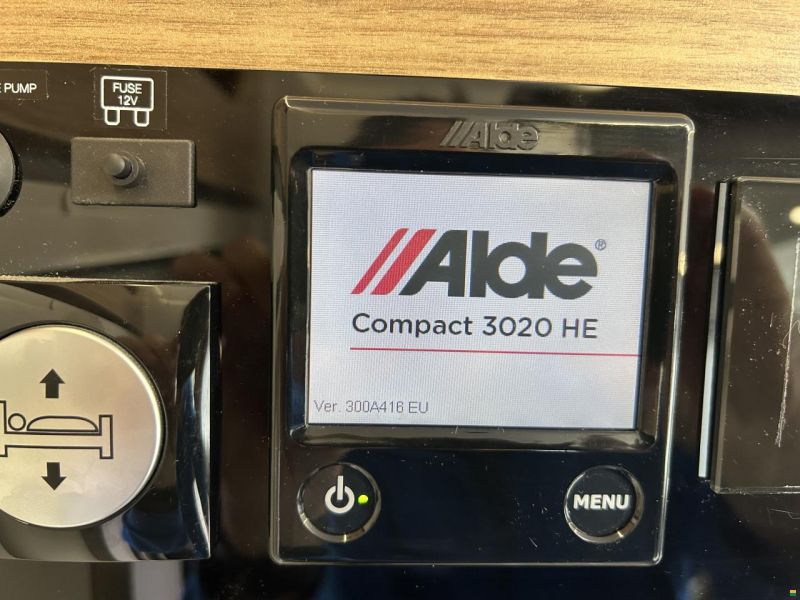 E PUMP
FUSE
12V
Alde
Alde®
Compact 3020 HE
Ver. 300A416 EU
MENU